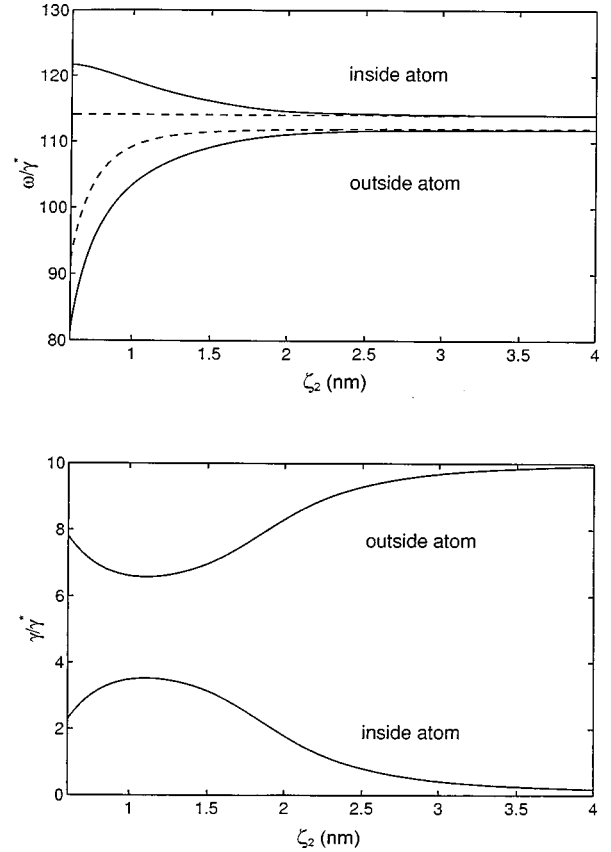 130
120
110
100
90
80
ω/γ*
inside atom
outside atom
1 1.5 2 2.5 3 3.5 4
ζ₂ (nm)
10
8
6
4
2
0
γ/γ*
outside atom
inside atom
1 1.5 2 2.5 3 3.5 4
ζ₂ (nm)